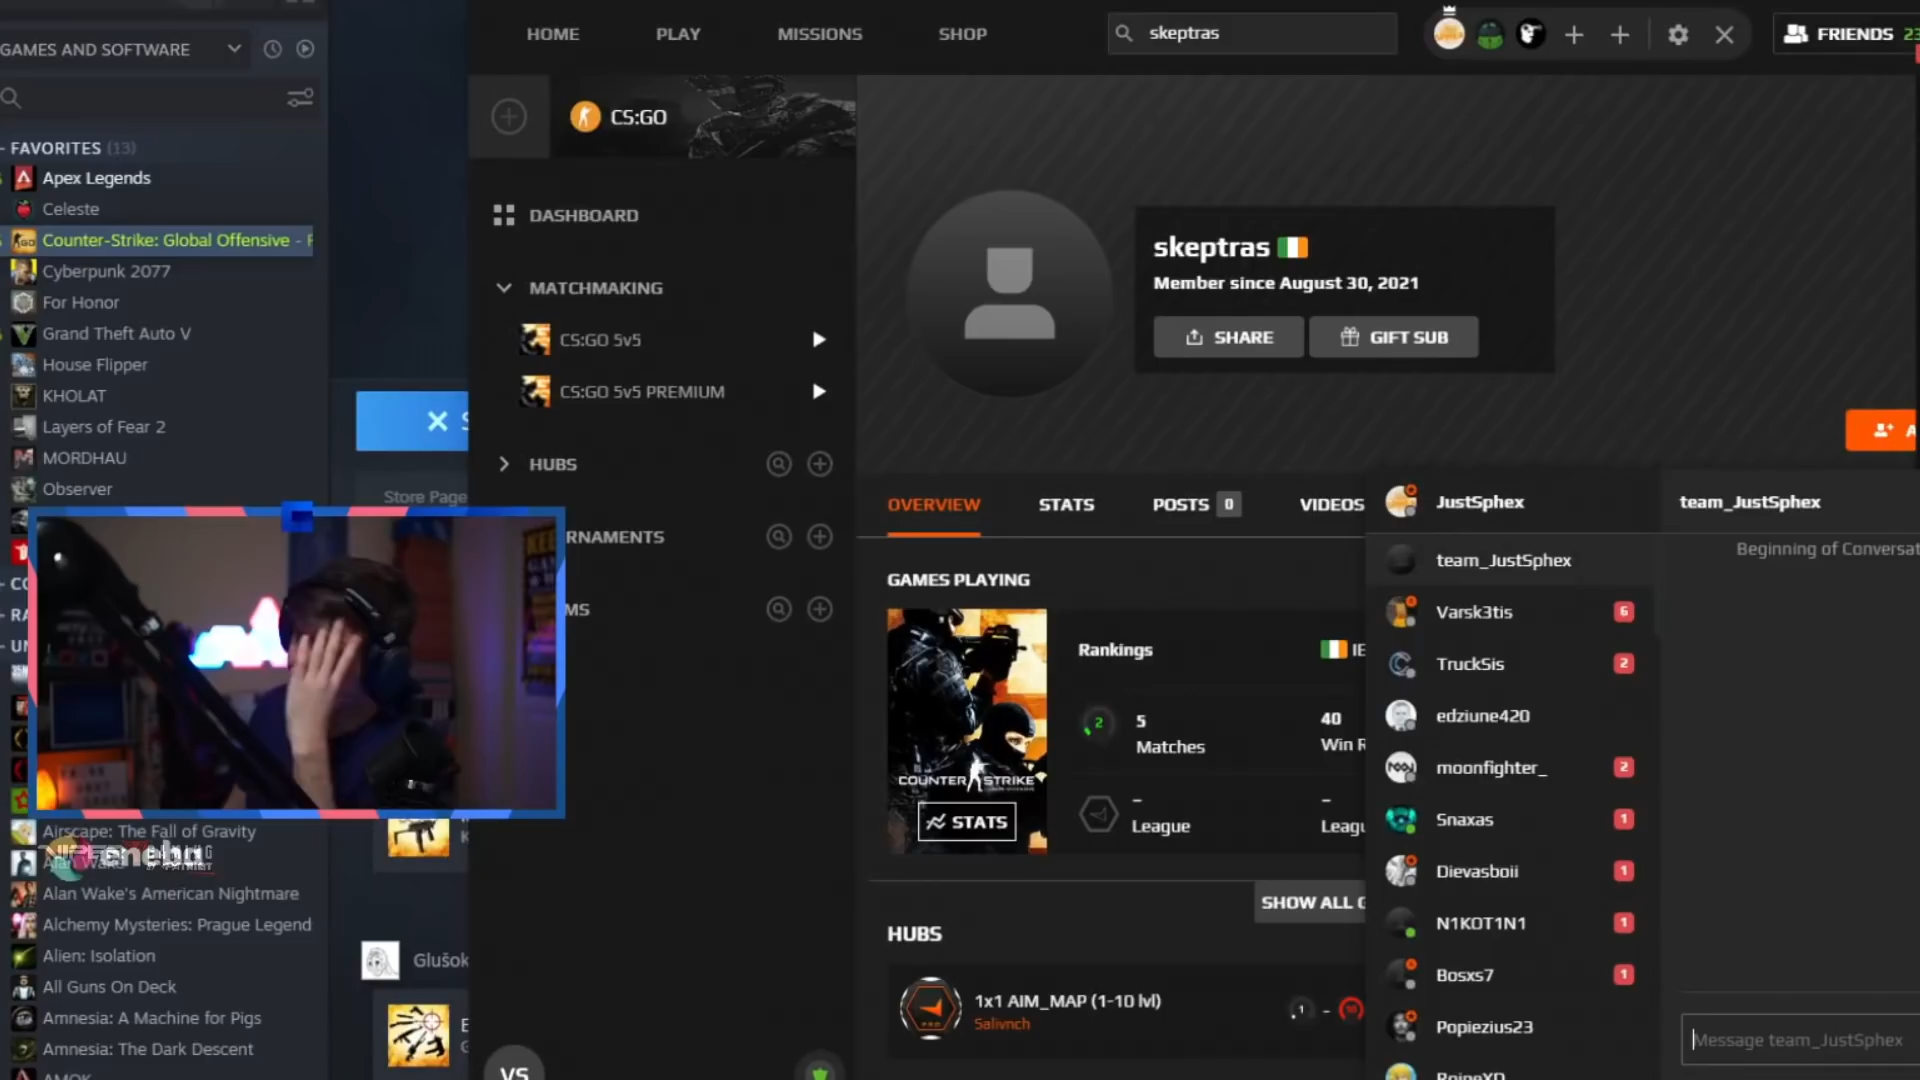 HOME
PLAY
MISSIONS
SHOP
skeptras
FRIENDS 23
GAMES AND SOFTWARE
- FAVORITES (13)
Apex Legends
Celeste
Counter-Strike: Global Offensive -
Cyberpunk 2077
For Honor
Grand Theft Auto V
House Flipper
KHOLAT
Layers of Fear 2
MORDHAU
Observer
Airscape: The Fall of Gravity
Alan Wake's American Nightmare
Alchemy Mysteries: Prague Legend
Alien: Isolation
All Guns On Deck
Amnesia: A Machine for Pigs
Amnesia: The Dark Descent
Store Page
Glušok
CS:GO
DASHBOARD
MATCHMAKING
CS:GO 5v5
CS:GO 5v5 PREMIUM
HUBS
RNAMENTS
MS
VS
skeptras
Member since August 30, 2021
SHARE
GIFT SUB
A
OVERVIEW
STATS
POSTS 0
VIDEOS
GAMES PLAYING
COUNTER STRIKE
STATS
Rankings
IE
2
5
Matches
40
Win R
–
League
–
Leagu
SHOW ALL G
HUBS
1x1 AIM_MAP (1-10 lvl)
Salivnch
1 - 10
JustSphex
team_JustSphex
Varsk3tis 6
TruckSis 2
edziune420
moonfighter_ 2
Snaxas 1
Dievasboii 1
N1KOT1N1 1
Bosxs7 1
Popiezius23
team_JustSphex
Beginning of Conversat
Message team_JustSphex